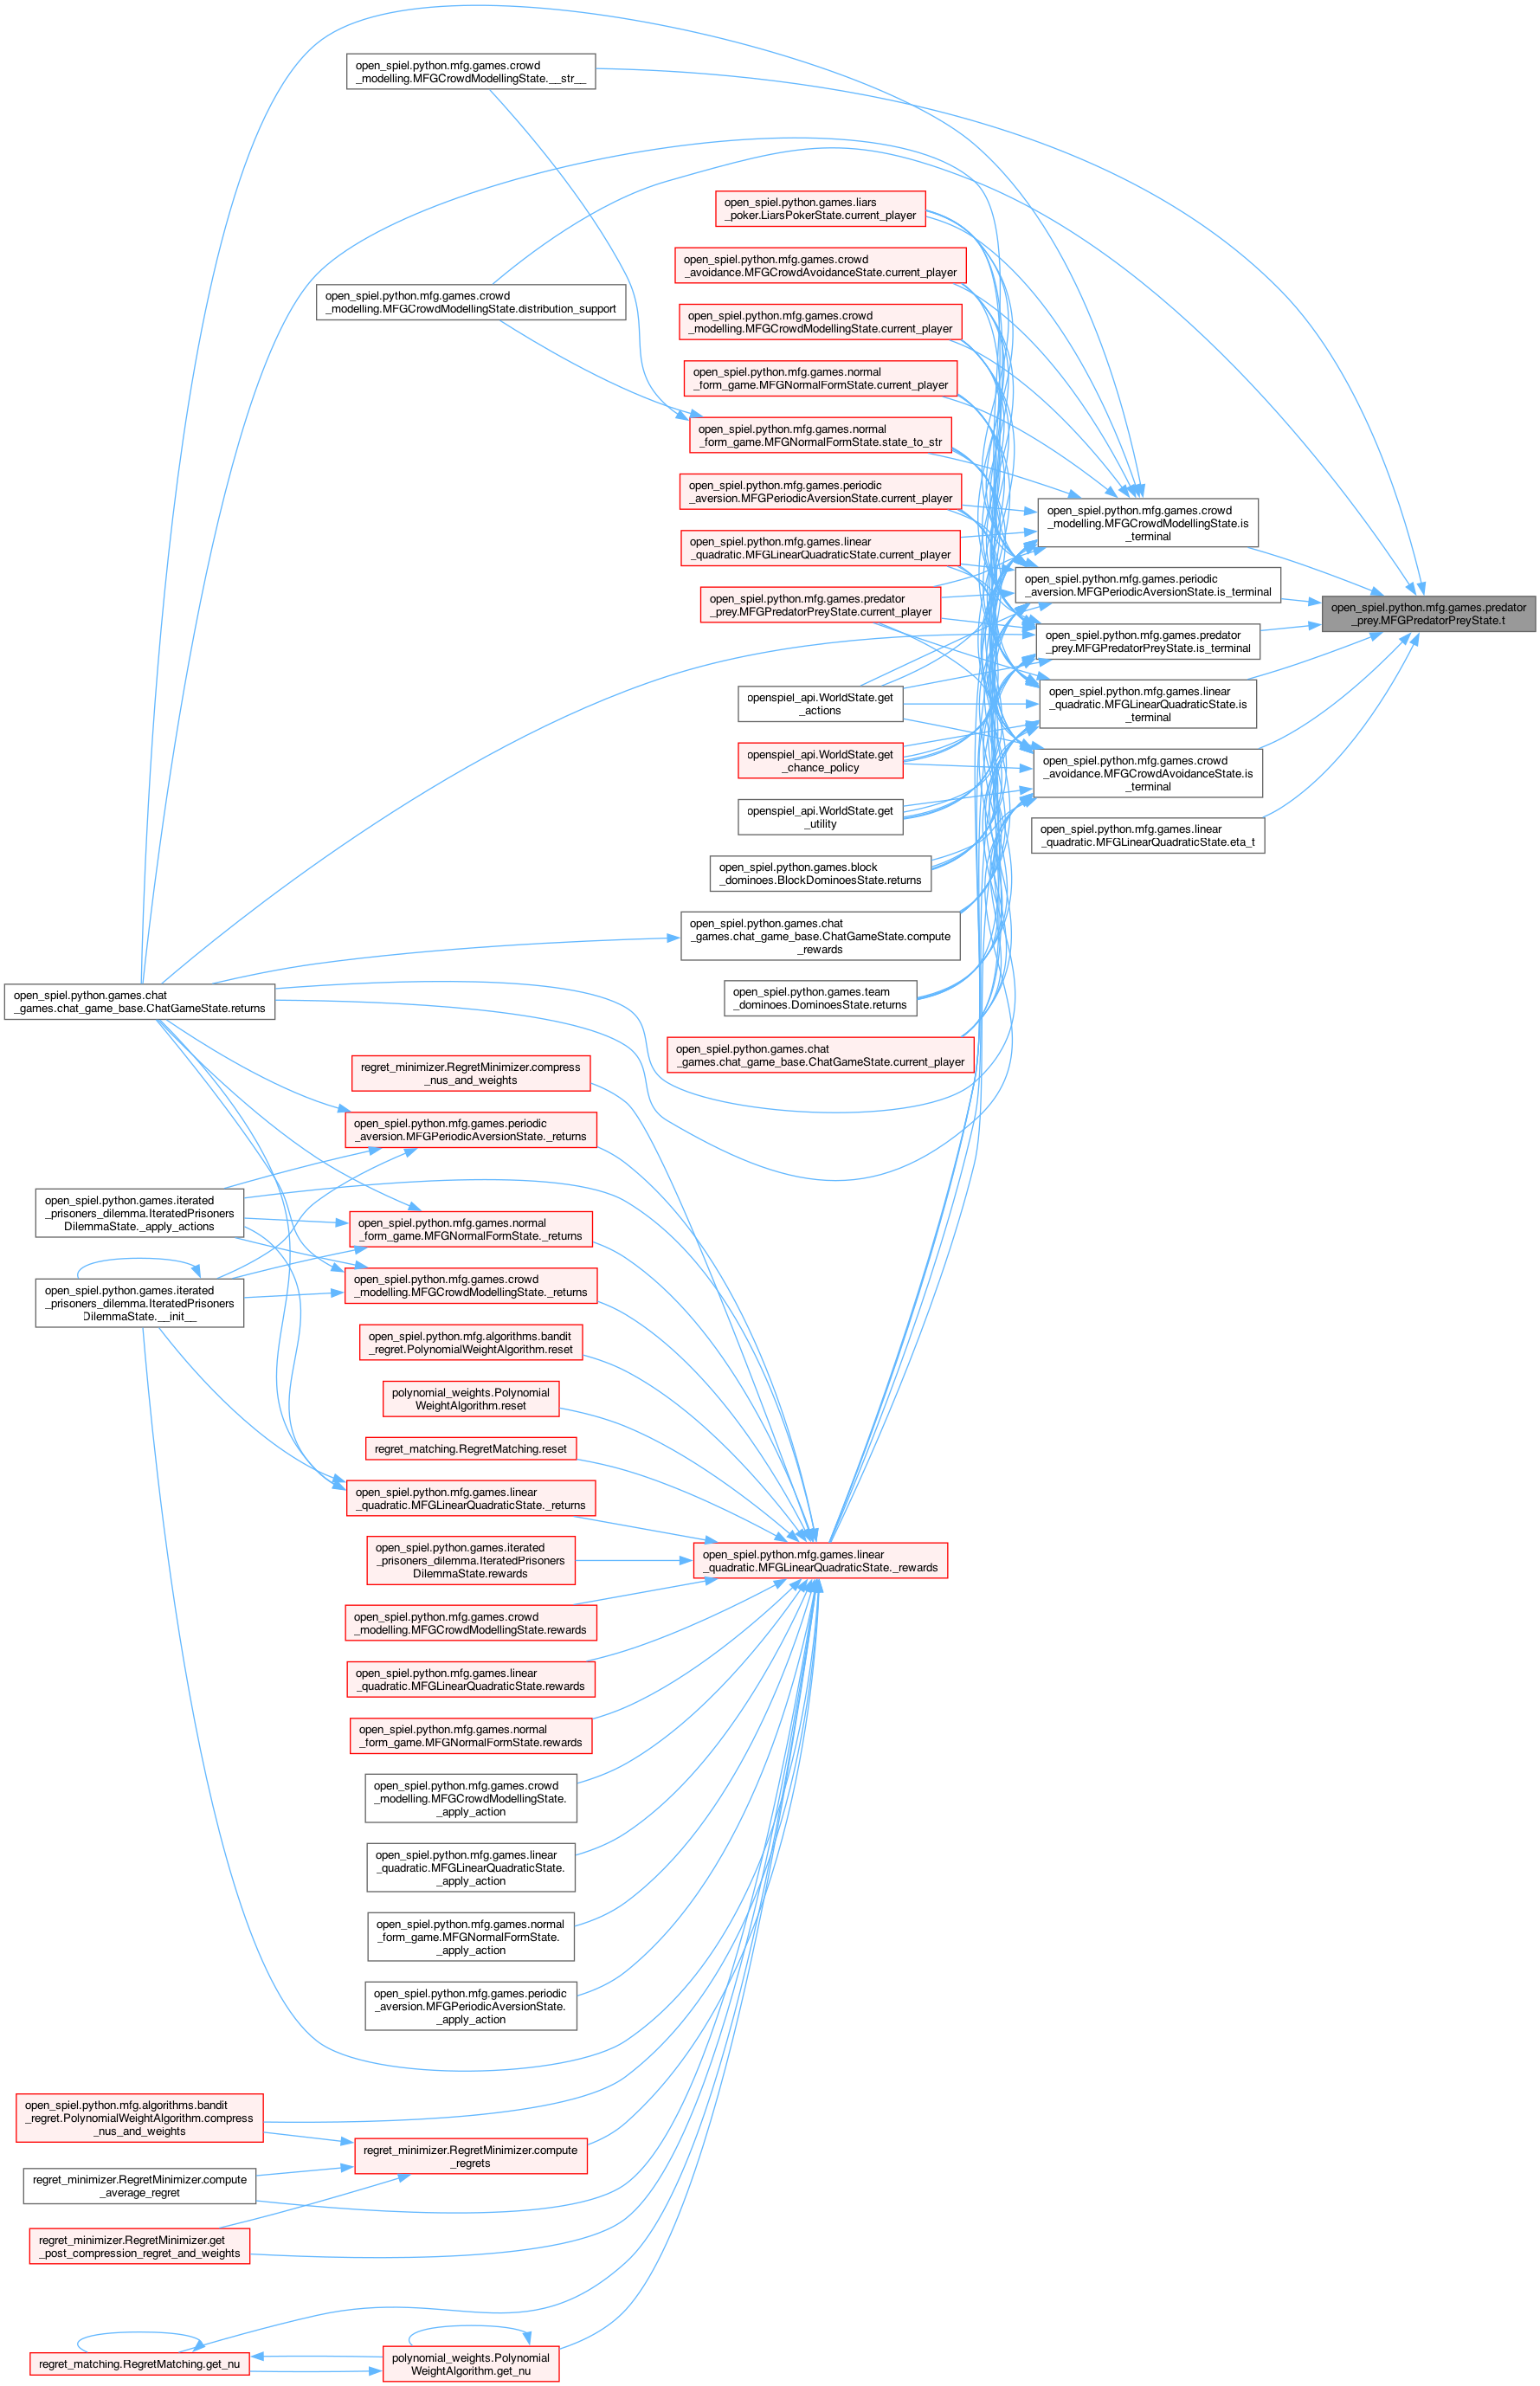 open_spiel.python.mfg.games.crowd
_modelling.MFGCrowdModellingState.__str__
open_spiel.python.games.liars
_poker.LiarsPokerState.current_player
open_spiel.python.mfg.games.crowd
_avoidance.MFGCrowdAvoidanceState.current_player
open_spiel.python.mfg.games.crowd
_modelling.MFGCrowdModellingState.distribution_support
open_spiel.python.mfg.games.crowd
_modelling.MFGCrowdModellingState.current_player
open_spiel.python.mfg.games.normal
_form_game.MFGNormalFormState.current_player
open_spiel.python.mfg.games.normal
_form_game.MFGNormalFormState.state_to_str
open_spiel.python.mfg.games.periodic
_aversion.MFGPeriodicAversionState.current_player
open_spiel.python.mfg.games.crowd
_modelling.MFGCrowdModellingState.is
_terminal
open_spiel.python.mfg.games.linear
_quadratic.MFGLinearQuadraticState.current_player
open_spiel.python.mfg.games.periodic
_aversion.MFGPeriodicAversionState.is_terminal
open_spiel.python.mfg.games.predator
_prey.MFGPredatorPreyState.current_player
open_spiel.python.mfg.games.predator
_prey.MFGPredatorPreyState.t
open_spiel.python.mfg.games.predator
_prey.MFGPredatorPreyState.is_terminal
openspiel_api.WorldState.get
_actions
open_spiel.python.mfg.games.linear
_quadratic.MFGLinearQuadraticState.is
_terminal
openspiel_api.WorldState.get
_chance_policy
open_spiel.python.mfg.games.crowd
_avoidance.MFGCrowdAvoidanceState.is
_terminal
openspiel_api.WorldState.get
_utility
open_spiel.python.mfg.games.linear
_quadratic.MFGLinearQuadraticState.eta_t
open_spiel.python.games.block
_dominoes.BlockDominoesState.returns
open_spiel.python.games.chat
_games.chat_game_base.ChatGameState.compute
_rewards
open_spiel.python.games.chat
_games.chat_game_base.ChatGameState.returns
open_spiel.python.games.team
_dominoes.DominoesState.returns
open_spiel.python.games.chat
_games.chat_game_base.ChatGameState.current_player
regret_minimizer.RegretMinimizer.compress
_nus_and_weights
open_spiel.python.mfg.games.periodic
_aversion.MFGPeriodicAversionState._returns
open_spiel.python.games.iterated
_prisoners_dilemma.IteratedPrisoners
DilemmaState._apply_actions
open_spiel.python.mfg.games.normal
_form_game.MFGNormalFormState._returns
open_spiel.python.mfg.games.crowd
_modelling.MFGCrowdModellingState._returns
open_spiel.python.games.iterated
_prisoners_dilemma.IteratedPrisoners
DilemmaState.__init__
open_spiel.python.mfg.algorithms.bandit
_regret.PolynomialWeightAlgorithm.reset
polynomial_weights.Polynomial
WeightAlgorithm.reset
regret_matching.RegretMatching.reset
open_spiel.python.mfg.games.linear
_quadratic.MFGLinearQuadraticState._returns
open_spiel.python.games.iterated
_prisoners_dilemma.IteratedPrisoners
DilemmaState.rewards
open_spiel.python.mfg.games.linear
_quadratic.MFGLinearQuadraticState._rewards
open_spiel.python.mfg.games.crowd
_modelling.MFGCrowdModellingState.rewards
open_spiel.python.mfg.games.linear
_quadratic.MFGLinearQuadraticState.rewards
open_spiel.python.mfg.games.normal
_form_game.MFGNormalFormState.rewards
open_spiel.python.mfg.games.crowd
_modelling.MFGCrowdModellingState.
_apply_action
open_spiel.python.mfg.games.linear
_quadratic.MFGLinearQuadraticState.
_apply_action
open_spiel.python.mfg.games.normal
_form_game.MFGNormalFormState.
_apply_action
open_spiel.python.mfg.games.periodic
_aversion.MFGPeriodicAversionState.
_apply_action
open_spiel.python.mfg.algorithms.bandit
_regret.PolynomialWeightAlgorithm.compress
_nus_and_weights
regret_minimizer.RegretMinimizer.compute
_regrets
regret_minimizer.RegretMinimizer.compute
_average_regret
regret_minimizer.RegretMinimizer.get
_post_compression_regret_and_weights
regret_matching.RegretMatching.get_nu
polynomial_weights.Polynomial
WeightAlgorithm.get_nu